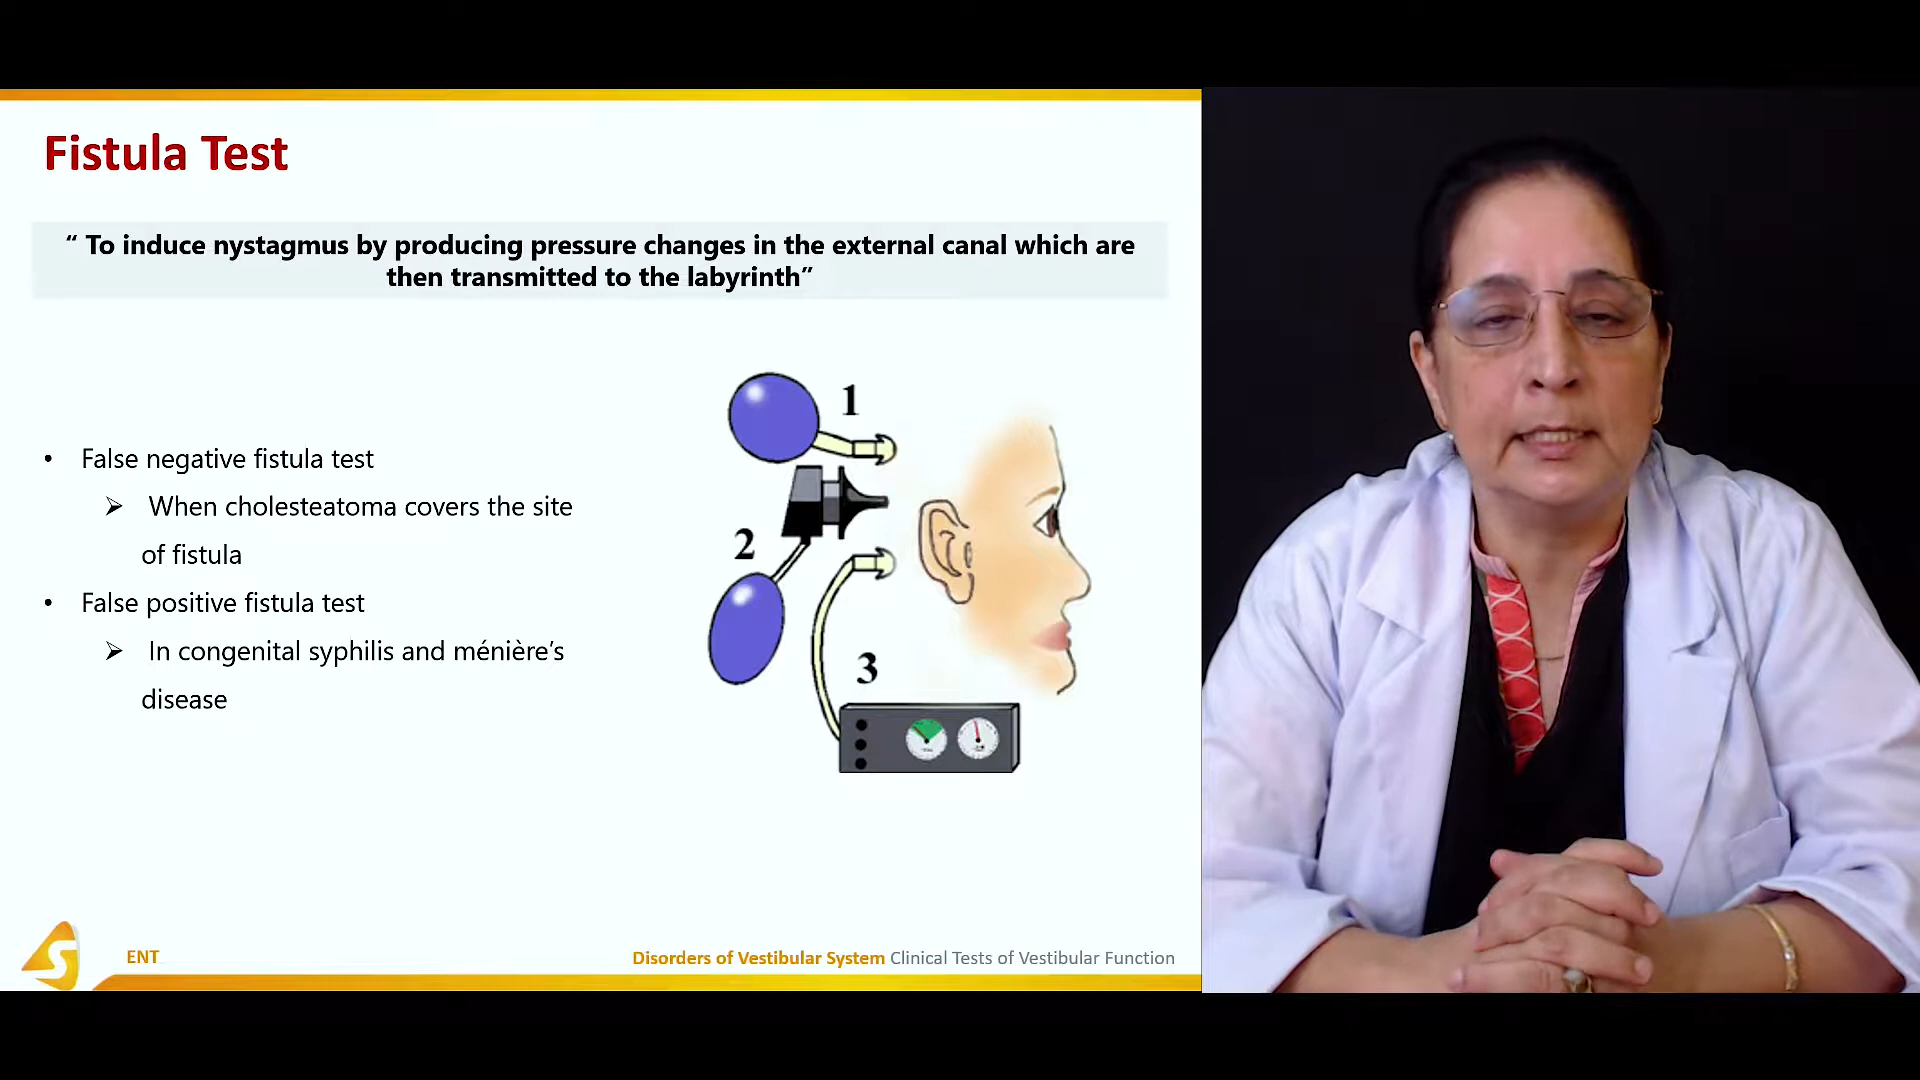 Fistula Test
“ To induce nystagmus by producing pressure changes in the external canal which are
then transmitted to the labyrinth”
• False negative fistula test
➢ When cholesteatoma covers the site
of fistula
• False positive fistula test
➢ In congenital syphilis and ménière’s
disease
1
2
3
S
ENT
Disorders of Vestibular System Clinical Tests of Vestibular Function